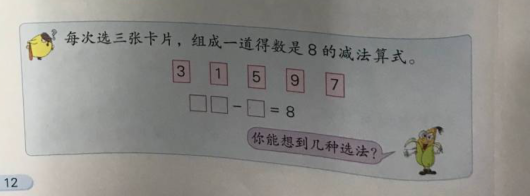 每次选三张卡片，组成一道得数是 8 的减法算式。
3 1 5 9 7
□□-□=8
你能想到几种选法？
12